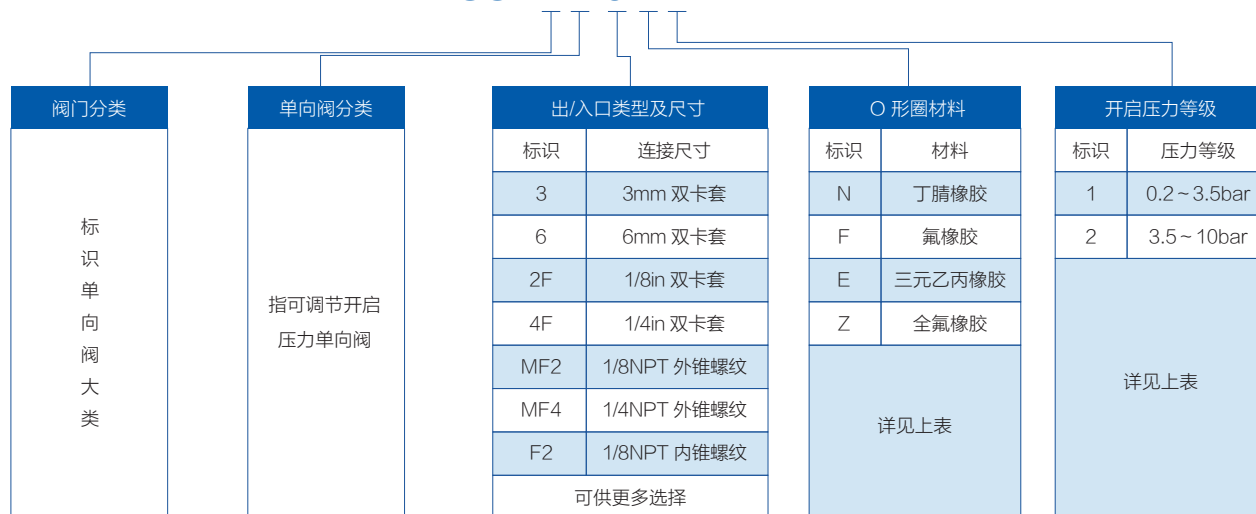 阀门分类
标
识
单
向
阀
大
类
单向阀分类
指可调节开启
压力单向阀
出/入口类型及尺寸
标识 连接尺寸
3 3mm 双卡套
6 6mm 双卡套
2F 1/8in 双卡套
4F 1/4in 双卡套
MF2 1/8NPT 外锥螺纹
MF4 1/4NPT 外锥螺纹
F2 1/8NPT 内锥螺纹
可供更多选择
O 形圈材料
标识 材料
N 丁腈橡胶
F 氟橡胶
E 三元乙丙橡胶
Z 全氟橡胶
详见上表
开启压力等级
标识 压力等级
1 0.2~3.5bar
2 3.5~10bar
详见上表